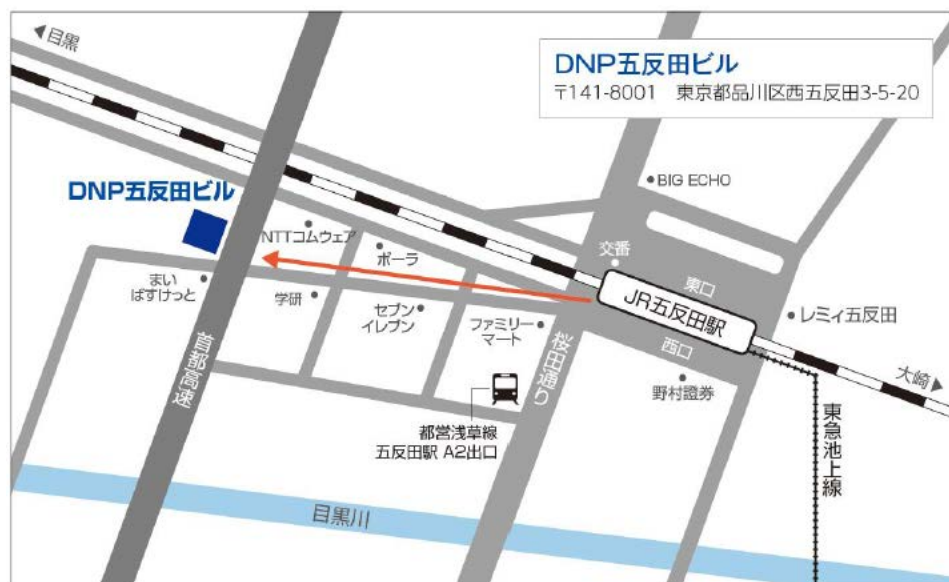 ◀目黒
DNP五反田ビル
〒141-8001　東京都品川区西五反田3-5-20
BIG ECHO
DNP五反田ビル
NTTコムウェア
ポーラ
交番
東口
JR五反田駅
レミィ五反田
まい
ばすけっと
学研
セブン
イレブン
ファミリー
マート
西口
首都高速
桜田通り
野村證券
大崎▶
都営浅草線
五反田駅 A2出口
東急池上線
目黒川